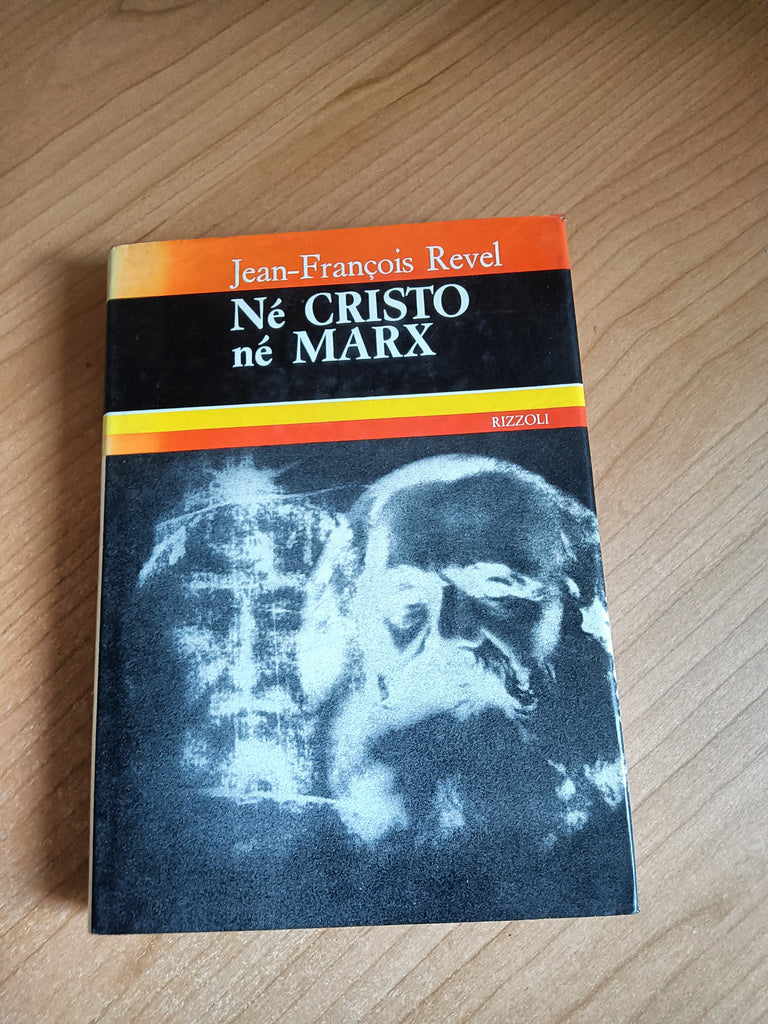 Jean-François Revel
Né CRISTO
né MARX
RIZZOLI